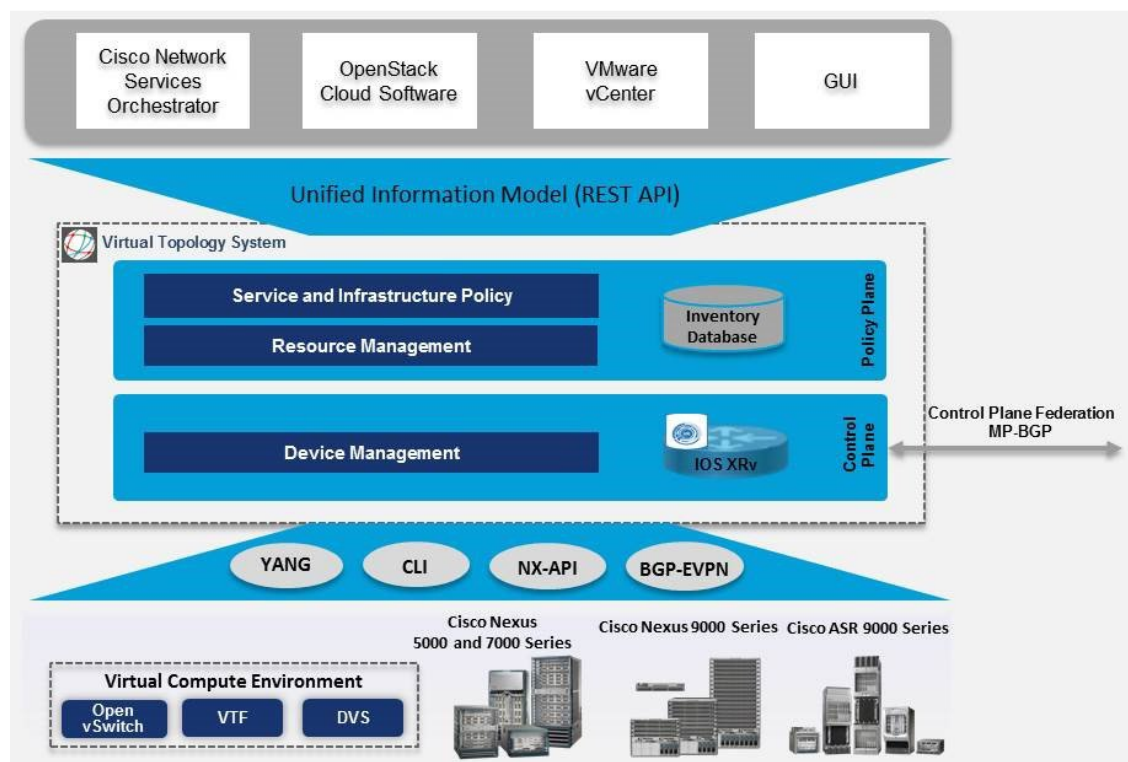 Cisco Network
Services
Orchestrator
OpenStack
Cloud Software
VMware
vCenter
GUI
Unified Information Model (REST API)
Virtual Topology System
Service and Infrastructure Policy
Resource Management
Inventory
Database
Policy Plane
Device Management
IOS XRv
Control
Plane
Control Plane Federation
MP-BGP
YANG
CLI
NX-API
BGP-EVPN
Cisco Nexus
5000 and 7000 Series
Cisco Nexus 9000 Series
Cisco ASR 9000 Series
Virtual Compute Environment
Open
vSwitch
VTF
DVS